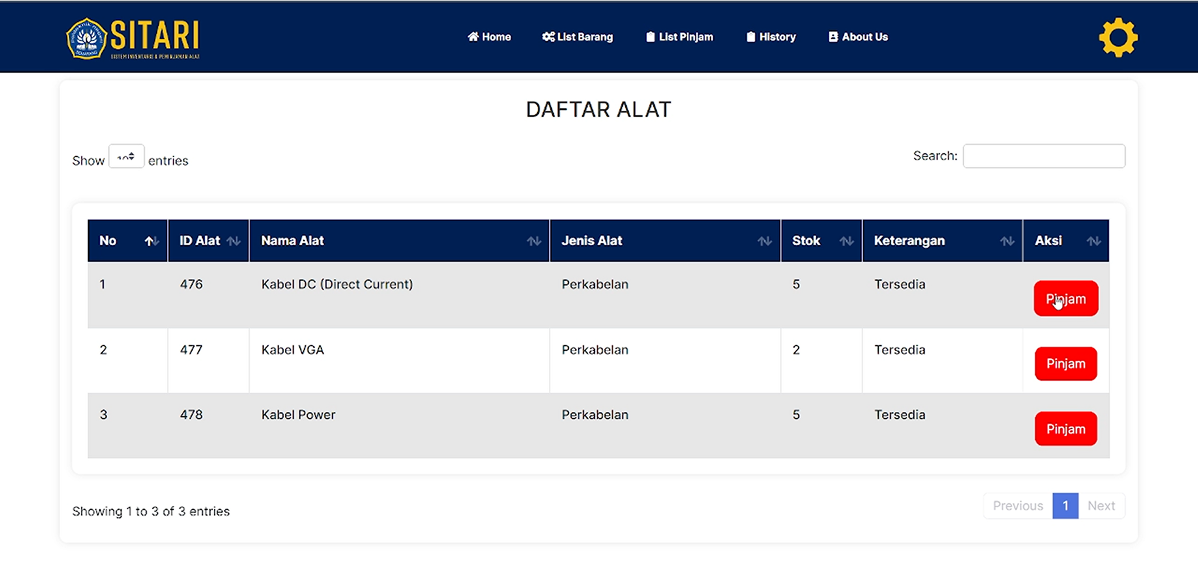 SITARI
SISTEM INVENTARIS & PEMINJAMAN ALAT
Home List Barang List Pinjam History About Us
DAFTAR ALAT
Show 10 entries
Search:
No ID Alat Nama Alat Jenis Alat Stok Keterangan Aksi
1 476 Kabel DC (Direct Current) Perkabelan 5 Tersedia Pinjam
2 477 Kabel VGA Perkabelan 2 Tersedia Pinjam
3 478 Kabel Power Perkabelan 5 Tersedia Pinjam
Showing 1 to 3 of 3 entries
Previous 1 Next